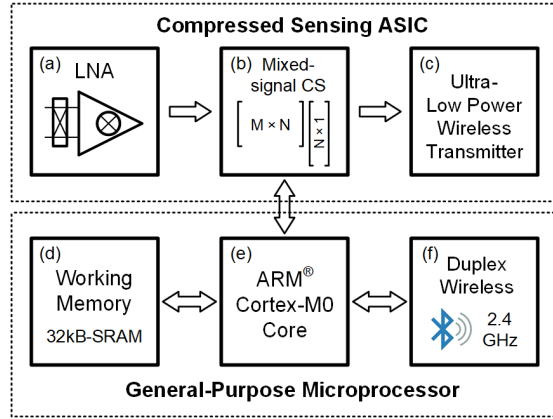 Compressed Sensing ASIC
(a)
LNA
(b)
Mixed-
signal CS
M × N
N × 1
(c)
Ultra-
Low Power
Wireless
Transmitter
(d)
Working
Memory
32kB-SRAM
(e)
ARM®
Cortex-M0
Core
(f)
Duplex
Wireless
2.4
GHz
General-Purpose Microprocessor